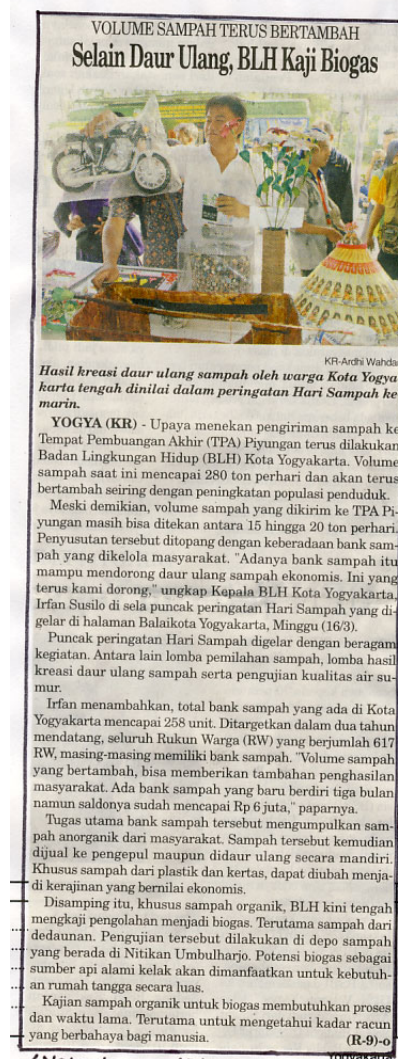 VOLUME SAMPAH TERUS BERTAMBAH
Selain Daur Ulang, BLH Kaji Biogas
KR-Ardhi Wahda
Hasil kreasi daur ulang sampah oleh warga Kota Yogya
karta tengah dinilai dalam peringatan Hari Sampah ke
marin.
YOGYA (KR) - Upaya menekan pengiriman sampah ke
Tempat Pembuangan Akhir (TPA) Piyungan terus dilakukan
Badan Lingkungan Hidup (BLH) Kota Yogyakarta. Volume
sampah saat ini mencapai 280 ton perhari dan akan terus
bertambah seiring dengan peningkatan populasi penduduk.
Meski demikian, volume sampah yang dikirim ke TPA Pi-
yungan masih bisa ditekan antara 15 hingga 20 ton perhari.
Penyusutan tersebut ditopang dengan keberadaan bank sam-
pah yang dikelola masyarakat. "Adanya bank sampah itu
mampu mendorong daur ulang sampah ekonomis. Ini yang
terus kami dorong," ungkap Kepala BLH Kota Yogyakarta,
Irfan Susilo di sela puncak peringatan Hari Sampah yang di-
gelar di halaman Balaikota Yogyakarta, Minggu (16/3).
Puncak peringatan Hari Sampah digelar dengan beragam
kegiatan. Antara lain lomba pemilahan sampah, lomba hasil
kreasi daur ulang sampah serta pengujian kualitas air su-
mur.
Irfan menambahkan, total bank sampah yang ada di Kota
Yogyakarta mencapai 258 unit. Ditargetkan dalam dua tahun
mendatang, seluruh Rukun Warga (RW) yang berjumlah 617
RW, masing-masing memiliki bank sampah. "Volume sampah
yang bertambah, bisa memberikan tambahan penghasilan
masyarakat. Ada bank sampah yang baru berdiri tiga bulan
namun saldonya sudah mencapai Rp 6 juta," paparnya.
Tugas utama bank sampah tersebut mengumpulkan sam-
pah anorganik dari masyarakat. Sampah tersebut kemudian
dijual ke pengepul maupun didaur ulang secara mandiri.
Khusus sampah dari plastik dan kertas, dapat diubah menja-
di kerajinan yang bernilai ekonomis.
Disamping itu, khusus sampah organik, BLH kini tengah
mengkaji pengolahan menjadi biogas. Terutama sampah dari
dedaunan. Pengujian tersebut dilakukan di depo sampah
yang berada di Nitikan Umbulharjo. Potensi biogas sebagai
sumber api alami kelak akan dimanfaatkan untuk kebutuh-
an rumah tangga secara luas.
Kajian sampah organik untuk biogas membutuhkan proses
dan waktu lama. Terutama untuk mengetahui kadar racun
yang berbahaya bagi manusia. (R-9)-o